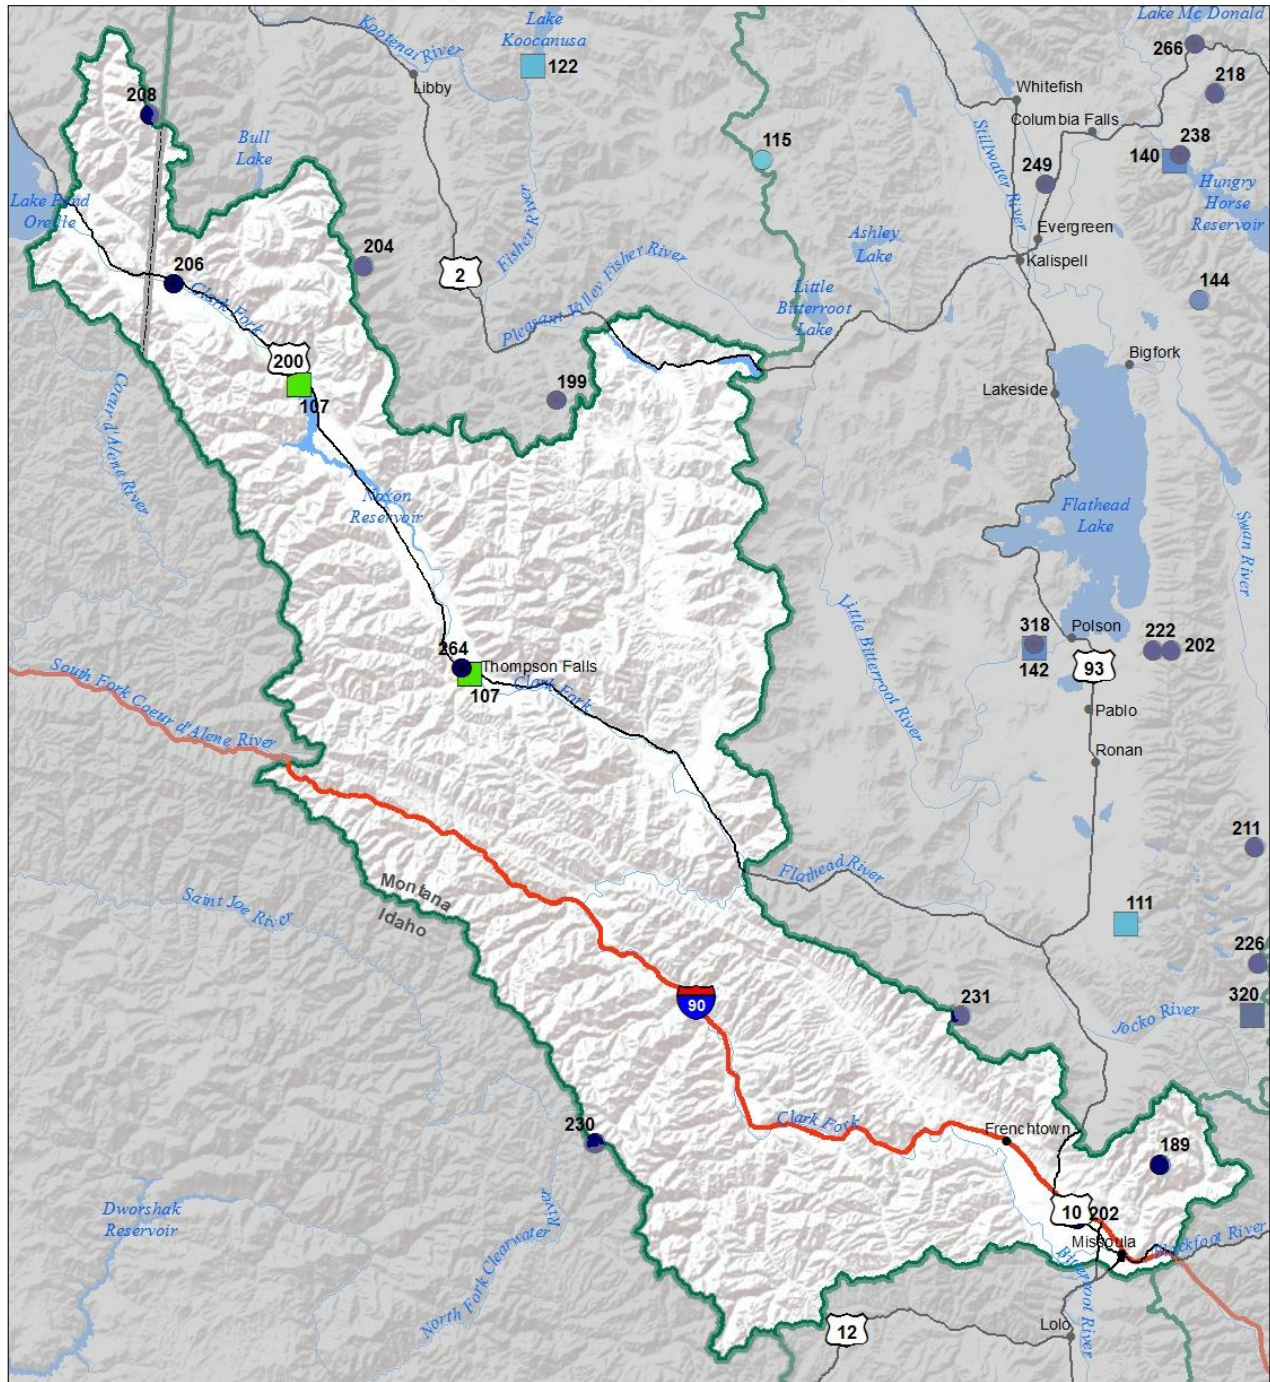 Lake Mc Donald
266
Lake
Koocanusa
Kootenai River
122
Libby
218
Whitefish
208
Columbia Falls
Stillwater River
Bull
Lake
115
238
140
249
Hungry
Horse
Reservoir
Lake Pend
Oreille
Fisher River
Evergreen
Ashley
Lake
204
206
2
Kalispell
144
Pleasant Valley Fisher River
Little
Bitterroot
Lake
Clark Fork
200
Bigfork
Coeur d'Alene River
199
Lakeside
107
Noxon
Reservoir
Flathead
Lake
Swan River
Little Bitterroot River
318
Polson
222
202
264
Thompson Falls
142
93
107
Clark Fork
South Fork Coeur d'Alene River
Pablo
Ronan
211
Flathead River
Montana
Idaho
Saint Joe River
111
226
90
231
320
Jocko River
230
Clark Fork
Frenchtown
189
Dworshak
Reservoir
North Fork Clearwater River
10
202
Missoula
Blackfoot River
Bitterroot River
12
Lolo